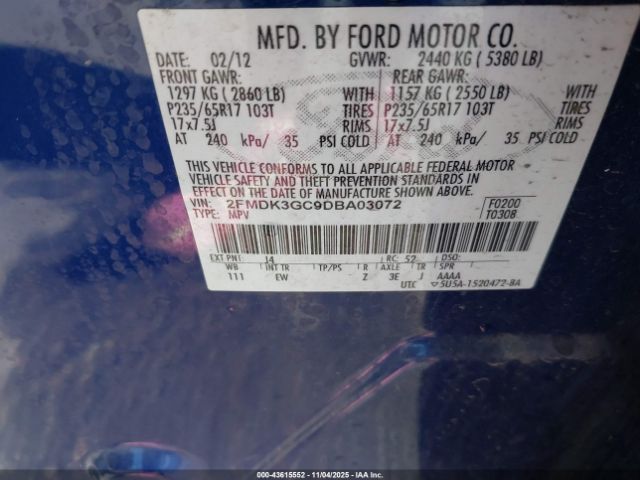 MFD. BY FORD MOTOR CO.
DATE: 02/12 GVWR: 2440 KG ( 5380 LB)
FRONT GAWR: REAR GAWR:
1297 KG ( 2860 LB) WITH 1157 KG ( 2550 LB) WITH
P235/65R17 103T TIRES P235/65R17 103T TIRES
17x7.5J RIMS 17x7.5J RIMS
AT 240 kPa/ 35 PSI COLD AT 240 kPa/ 35 PSI COLD
THIS VEHICLE CONFORMS TO ALL APPLICABLE FEDERAL MOTOR
VEHICLE SAFETY AND THEFT PREVENTION STANDARDS IN
EFFECT ON THE DATE OF MANUFACTURE SHOWN ABOVE.
VIN: 2FMDK3GC9DBA03072 F0200
TYPE: MPV T0308
EXT PNT: J4 RC: 52 DSO:
WB INT TR TP/PS R AXLE TR SPR
111 EW Z 3E J AAAA
UTC ▽5U5A-1520472-8A
000-43615552 - 11/04/2025 - IAAI.COM